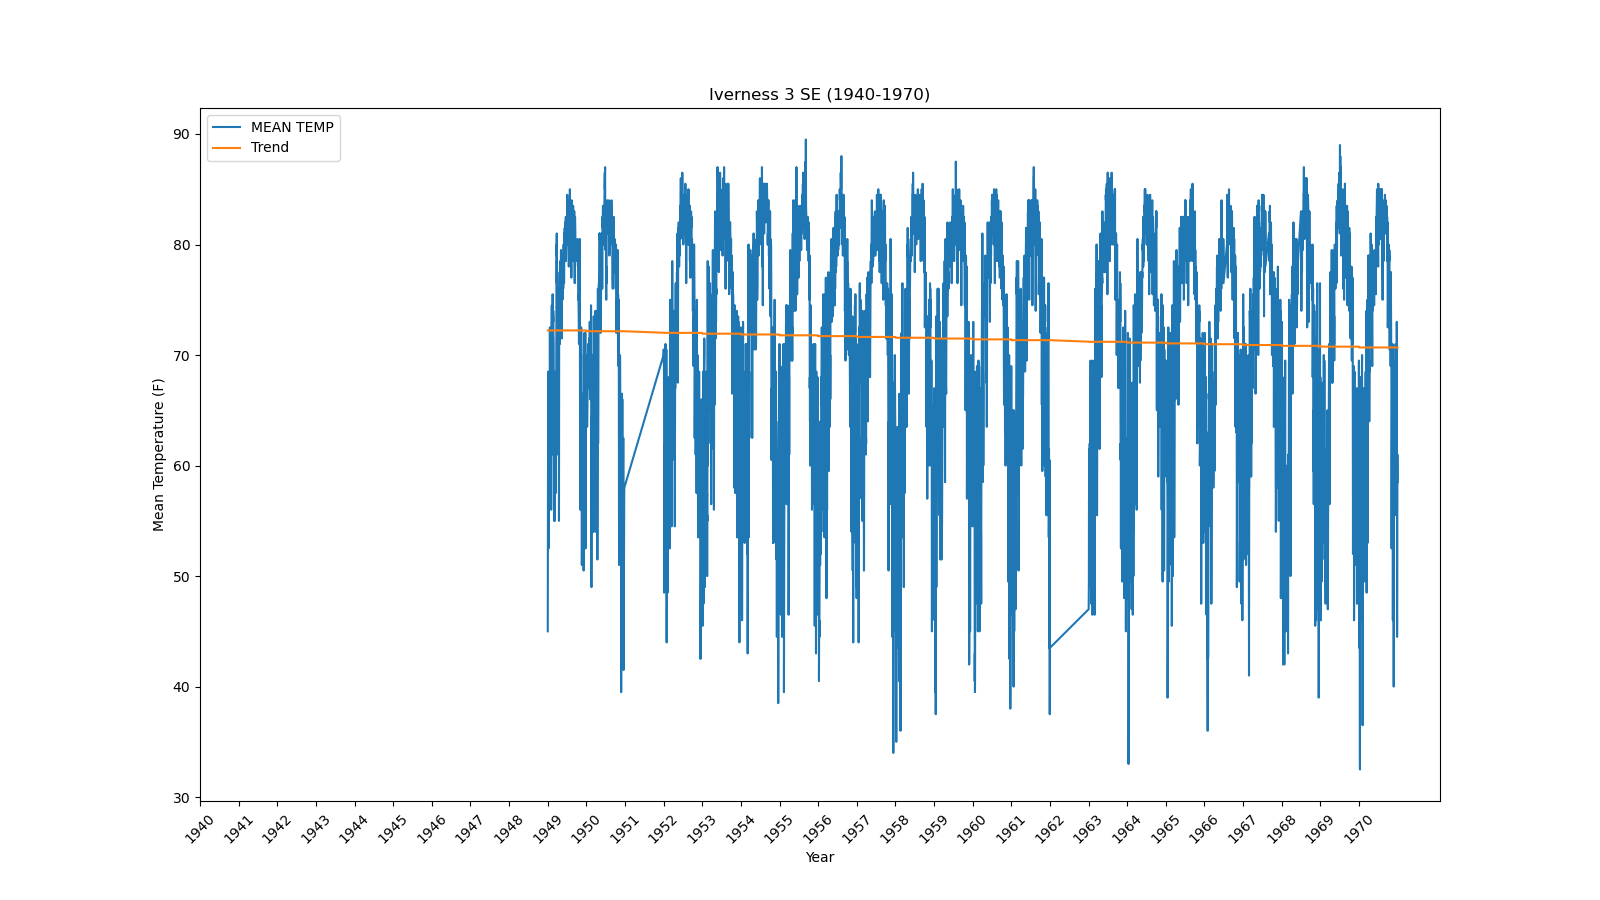 Iverness 3 SE (1940-1970)
MEAN TEMP
Trend
90
80
70
60
50
40
30
Mean Temperature (F)
1940 1941 1942 1943 1944 1945 1946 1947 1948 1949 1950 1951 1952 1953 1954 1955 1956 1957 1958 1959 1960 1961 1962 1963 1964 1965 1966 1967 1968 1969 1970
Year